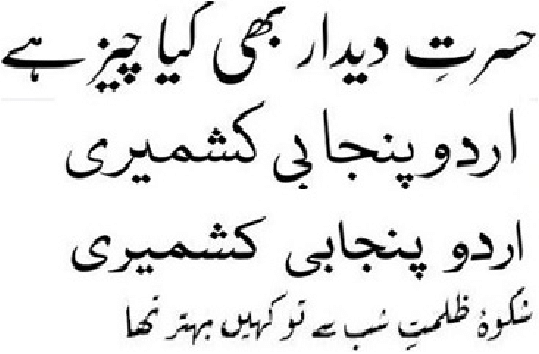 حسرتِ دیدار بھی کیا چیز ہے
اردو پنجابی کشمیری
اردو پنجابی کشمیری
شکوۂ ظلمتِ شب سے تو کہیں بہتر تھا